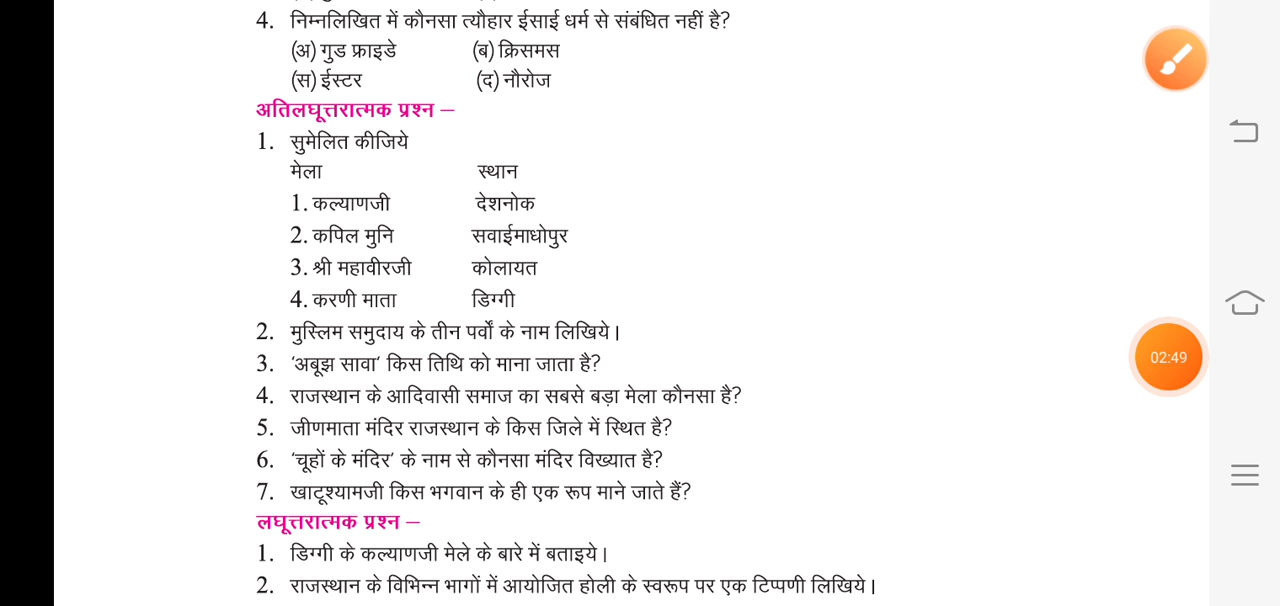 4. निम्नलिखित में कौनसा त्यौहार ईसाई धर्म से संबंधित नहीं है?
(अ) गुड फ्राइडे (ब) क्रिसमस
(स) ईस्टर (द) नौरोज
अतिलघूत्तरात्मक प्रश्न –
1. सुमेलित कीजिये
मेला स्थान
1. कल्याणजी देशनोक
2. कपिल मुनि सवाईमाधोपुर
3. श्री महावीरजी कोलायत
4. करणी माता डिग्गी
2. मुस्लिम समुदाय के तीन पर्वों के नाम लिखिये।
3. 'अबूझ सावा' किस तिथि को माना जाता है?
02:49
4. राजस्थान के आदिवासी समाज का सबसे बड़ा मेला कौनसा है?
5. जीणमाता मंदिर राजस्थान के किस जिले में स्थित है?
6. 'चूहों के मंदिर' के नाम से कौनसा मंदिर विख्यात है?
7. खाटूश्यामजी किस भगवान के ही एक रूप माने जाते हैं?
लघूत्तरात्मक प्रश्न –
1. डिग्गी के कल्याणजी मेले के बारे में बताइये।
2. राजस्थान के विभिन्न भागों में आयोजित होली के स्वरूप पर एक टिप्पणी लिखिये।